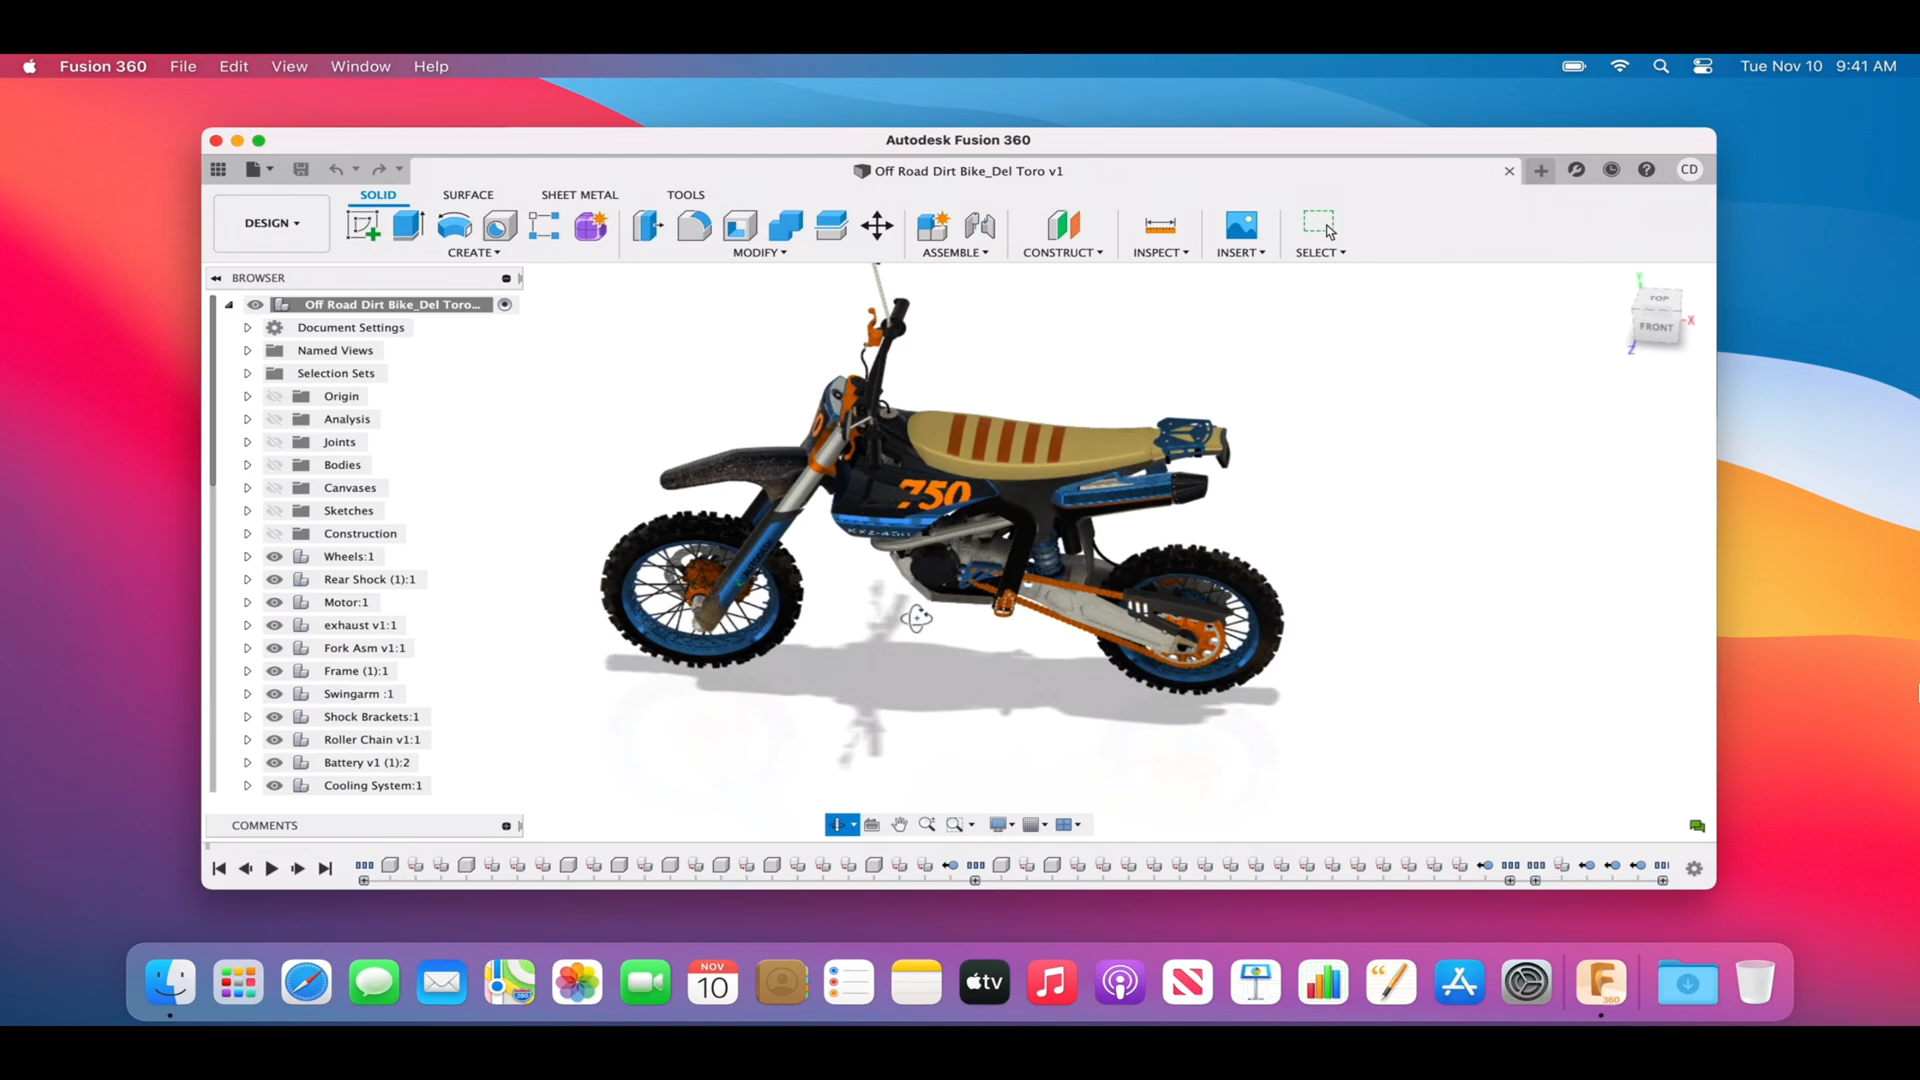 Fusion 360 File Edit View Window Help Tue Nov 10 9:41 AM
Autodesk Fusion 360
Off Road Dirt Bike_Del Toro v1
CD
SOLID SURFACE SHEET METAL TOOLS
DESIGN
CREATE MODIFY ASSEMBLE CONSTRUCT INSPECT INSERT SELECT
BROWSER
Off Road Dirt Bike_Del Toro...
Document Settings
Named Views
Selection Sets
Origin
Analysis
Joints
Bodies
Canvases
Sketches
Construction
Wheels:1
Rear Shock (1):1
Motor:1
exhaust v1:1
Fork Asm v1:1
Frame (1):1
Swingarm :1
Shock Brackets:1
Roller Chain v1:1
Battery v1 (1):2
Cooling System:1
TOP
FRONT
Y
X
Z
750
COMMENTS
NOV
10
tv
280
360